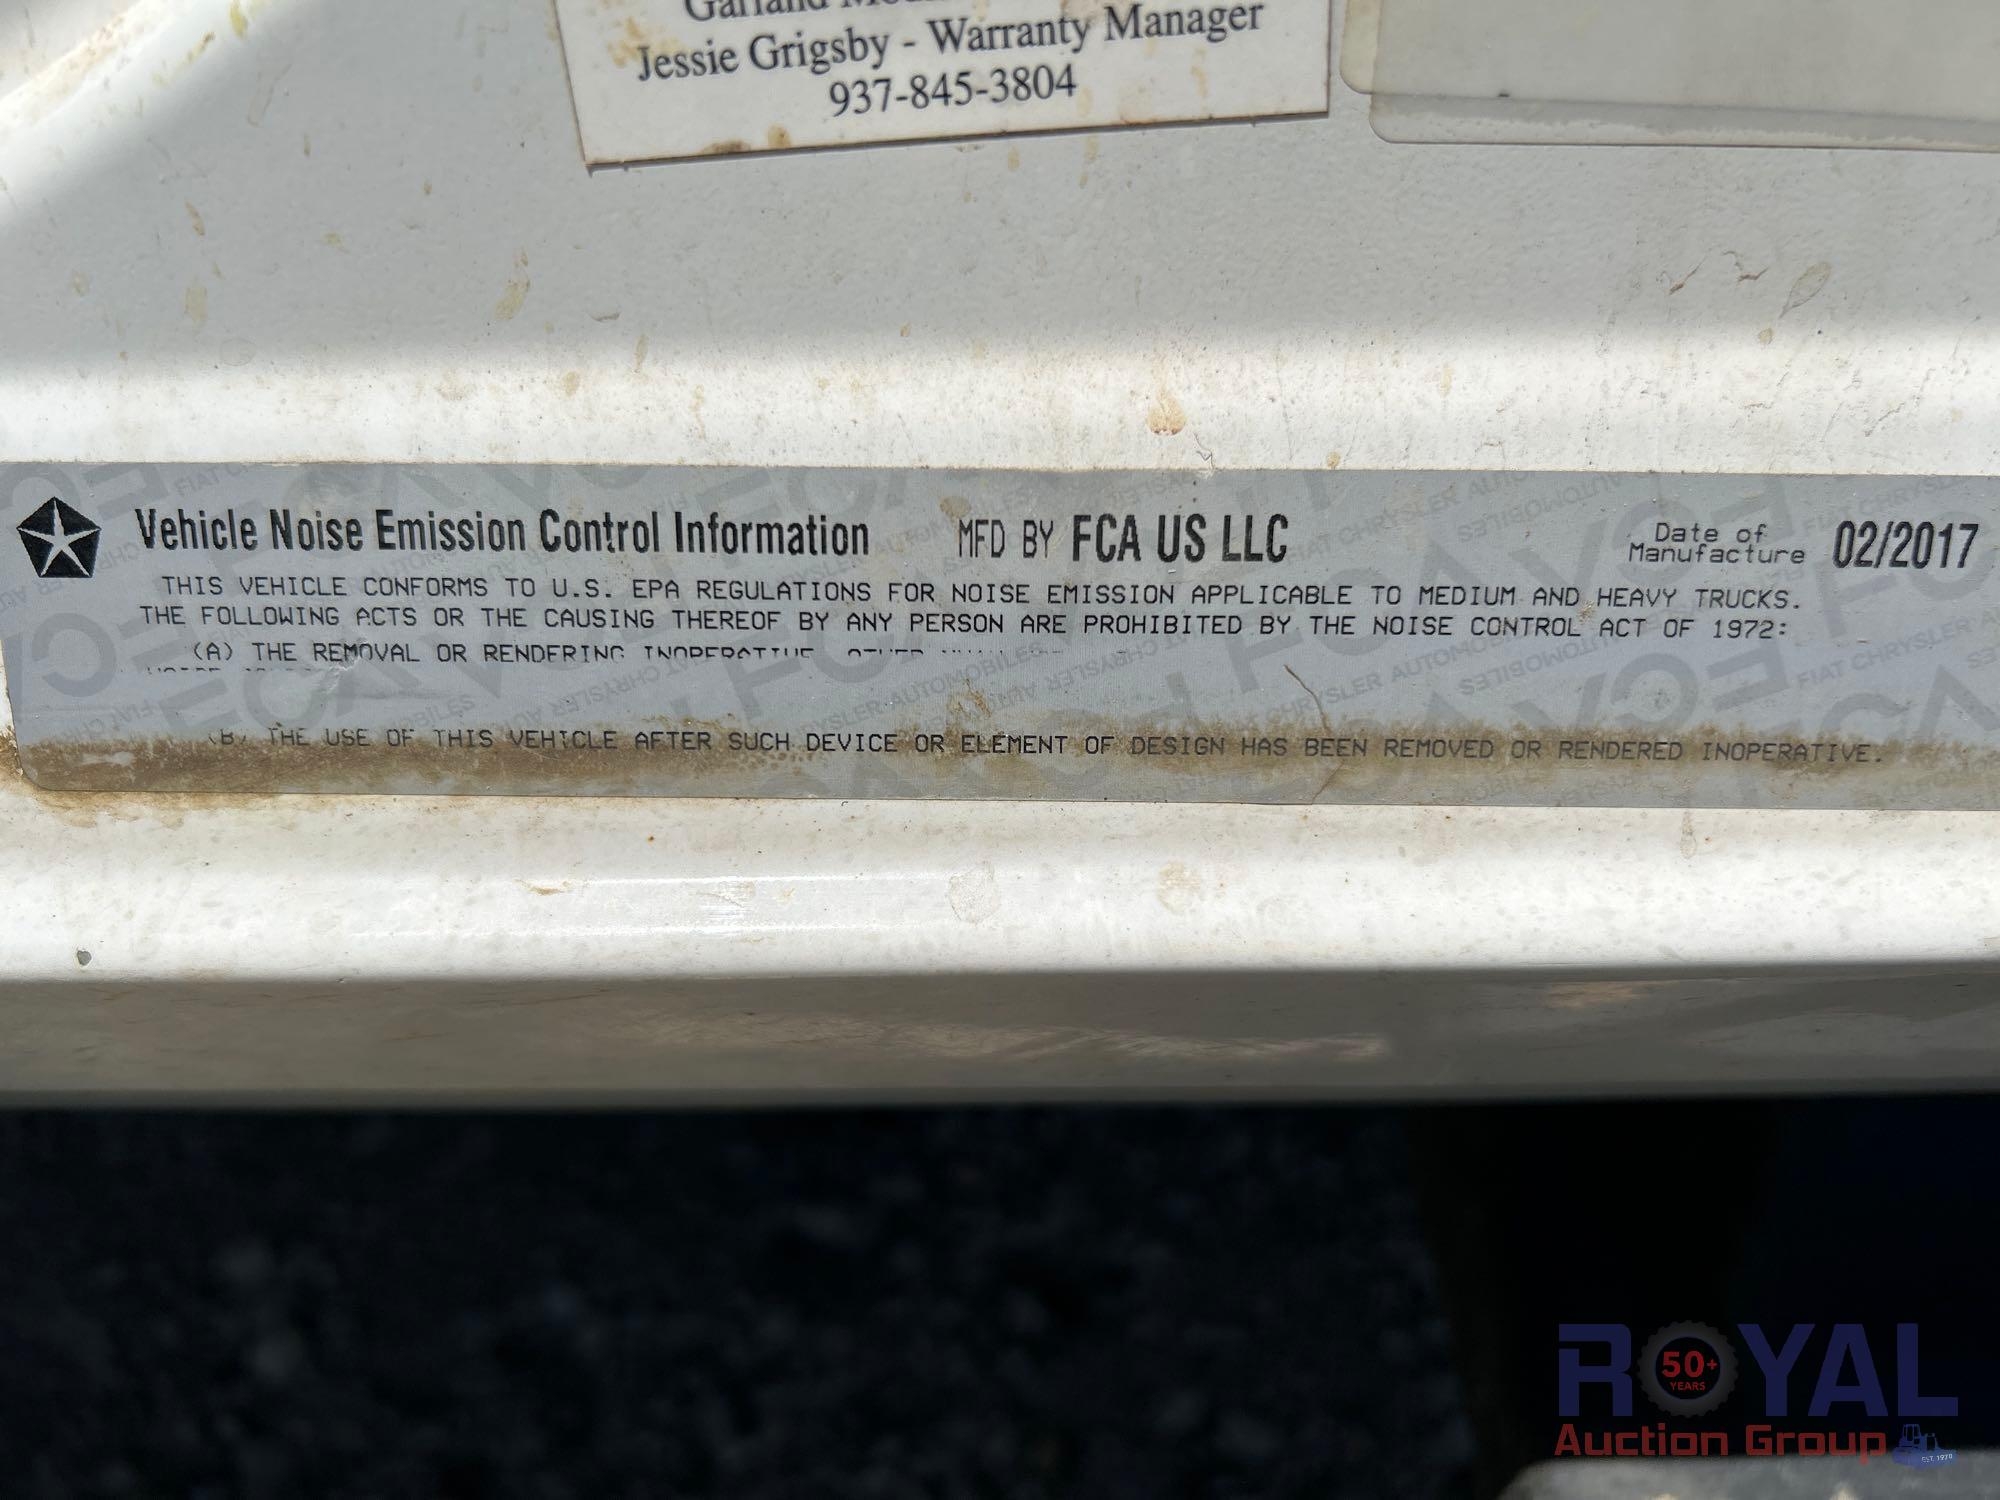 Garland
Jessie Grigsby - Warranty Manager
937-845-3804
Vehicle Noise Emission Control Information MFD BY FCA US LLC Date of Manufacture 02/2017
THIS VEHICLE CONFORMS TO U.S. EPA REGULATIONS FOR NOISE EMISSION APPLICABLE TO MEDIUM AND HEAVY TRUCKS.
THE FOLLOWING ACTS OR THE CAUSING THEREOF BY ANY PERSON ARE PROHIBITED BY THE NOISE CONTROL ACT OF 1972:
(A) THE REMOVAL OR RENDERING INOPERATIVE, OTHER
(B) THE USE OF THIS VEHICLE AFTER SUCH DEVICE OR ELEMENT OF DESIGN HAS BEEN REMOVED OR RENDERED INOPERATIVE.
ROYAL
50+
YEARS
Auction Group
EST. 1970